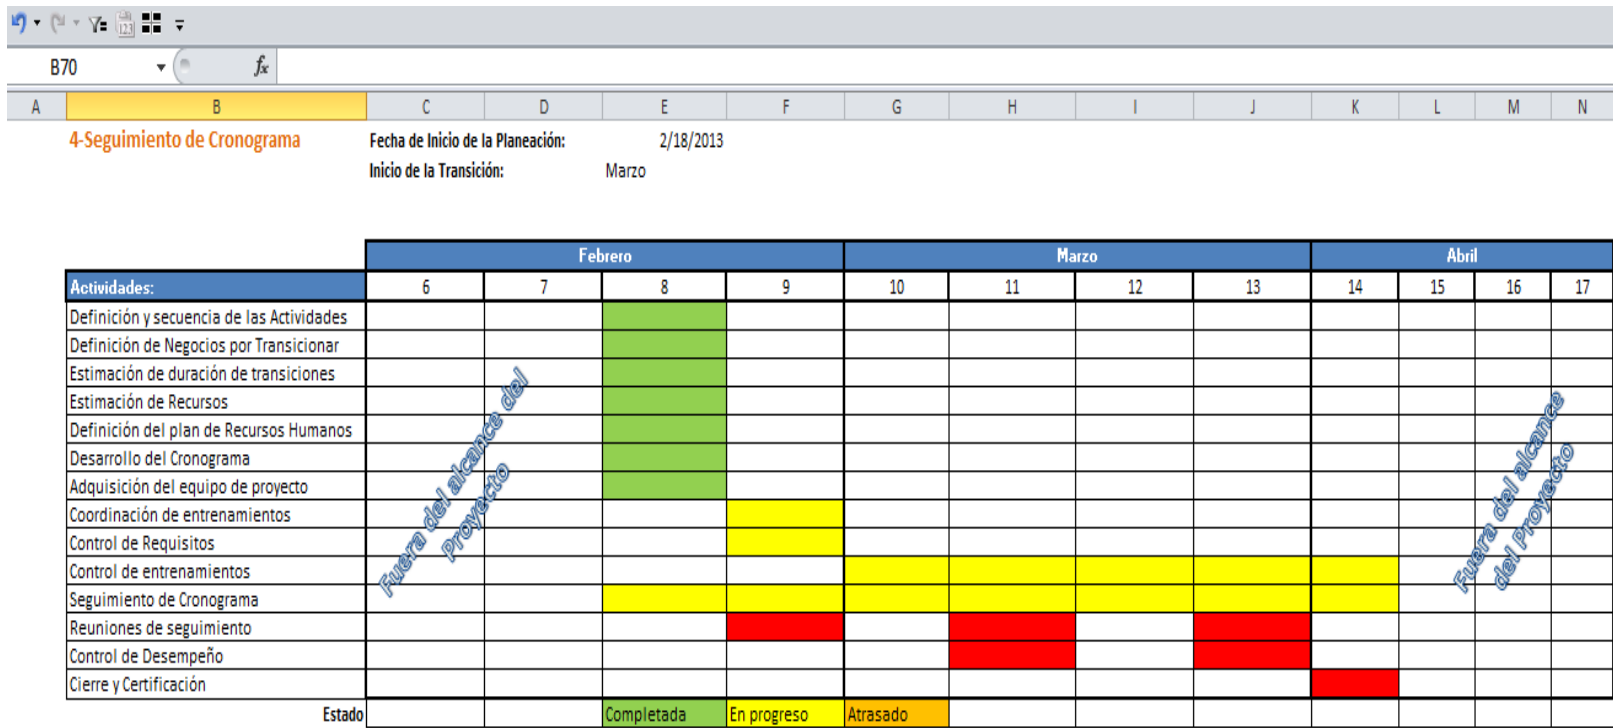 123
B70 fx
A B C D E F G H I J K L M N
4-Seguimiento de Cronograma Fecha de Inicio de la Planeación: 2/18/2013
Inicio de la Transición: Marzo
Febrero Marzo Abril
Actividades: 6 7 8 9 10 11 12 13 14 15 16 17
Definición y secuencia de las Actividades
Definición de Negocios por Transicionar
Estimación de duración de transiciones
Estimación de Recursos
Definición del plan de Recursos Humanos
Desarrollo del Cronograma
Adquisición del equipo de proyecto
Coordinación de entrenamientos
Control de Requisitos
Control de entrenamientos
Seguimiento de Cronograma
Reuniones de seguimiento
Control de Desempeño
Cierre y Certificación
Fuera del alcance del
Proyecto
Fuera del alcance
del Proyecto
Estado Completada En progreso Atrasado